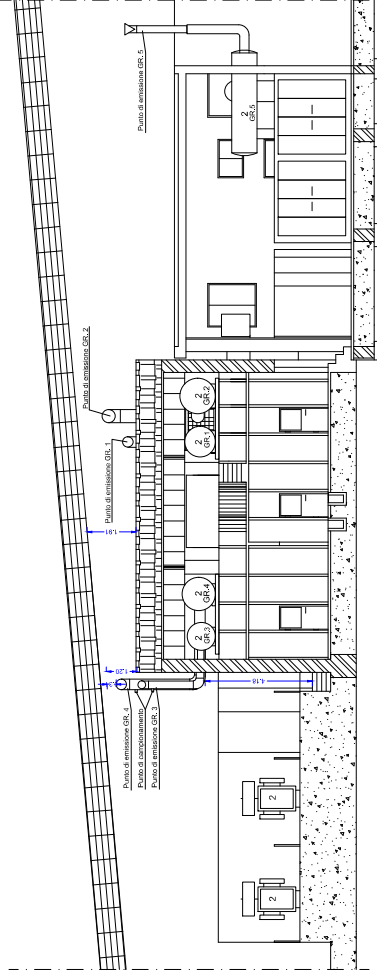 Punto di emissione GR. 2
Punto di emissione GR. 1
1.91
1.20
Punto di emissione GR. 4
Punto di campionamento
Punto di emissione GR. 3
Punto di emissione GR. 5
2
GR.3
2
GR.4
2
GR.1
2
GR.2
2
GR.5
4.18
2
2